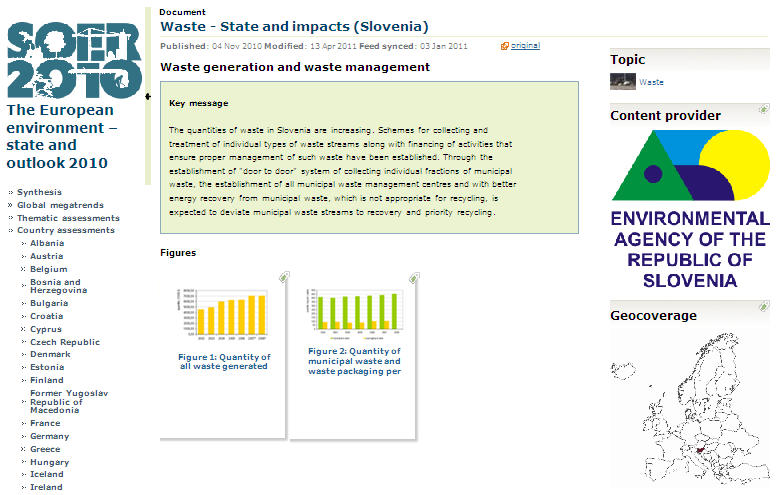 SOER
2010
The European
environment –
state and
outlook 2010
Synthesis
Global megatrends
Thematic assessments
Country assessments
Albania
Austria
Belgium
Bosnia and
Herzegovina
Bulgaria
Croatia
Cyprus
Czech Republic
Denmark
Estonia
Finland
Former Yugoslav
Republic of
Macedonia
France
Germany
Greece
Hungary
Iceland
Ireland
Document
Waste - State and impacts (Slovenia)
Published: 04 Nov 2010 Modified: 13 Apr 2011 Feed synced: 03 Jan 2011 original
Waste generation and waste management
Key message
The quantities of waste in Slovenia are increasing. Schemes for collecting and
treatment of individual types of waste streams along with financing of activities that
ensure proper management of such waste have been established. Through the
establishment of "door to door" system of collecting individual fractions of municipal
waste, the establishment of all municipal waste management centres and with better
energy recovery from municipal waste, which is not appropriate for recycling, is
expected to deviate municipal waste streams to recovery and priority recycling.
Figures
Figure 1: Quantity of
all waste generated
Figure 2: Quantity of
municipal waste and
waste packaging per
Topic
Waste
Content provider
ENVIRONMENTAL
AGENCY OF THE
REPUBLIC OF
SLOVENIA
Geocoverage